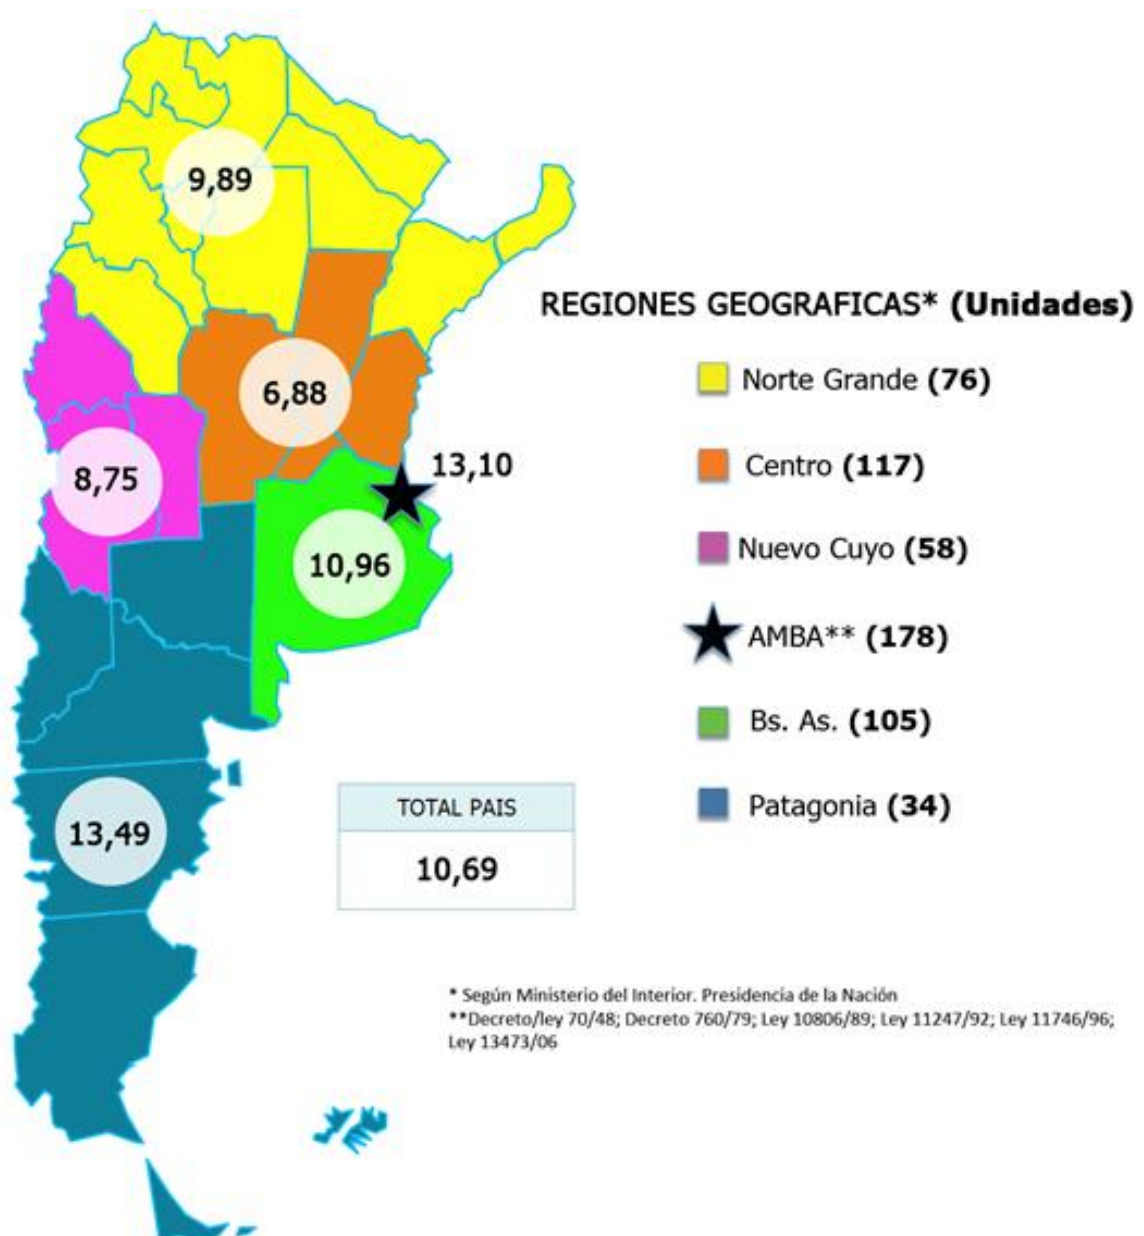 9,89
REGIONES GEOGRAFICAS* (Unidades)
Norte Grande (76)
6,88
13,10
Centro (117)
8,75
10,96
Nuevo Cuyo (58)
AMBA** (178)
Bs. As. (105)
13,49
TOTAL PAIS
10,69
Patagonia (34)
* Según Ministerio del Interior. Presidencia de la Nación
**Decreto/ley 70/48; Decreto 760/79; Ley 10806/89; Ley 11247/92; Ley 11746/96;
Ley 13473/06